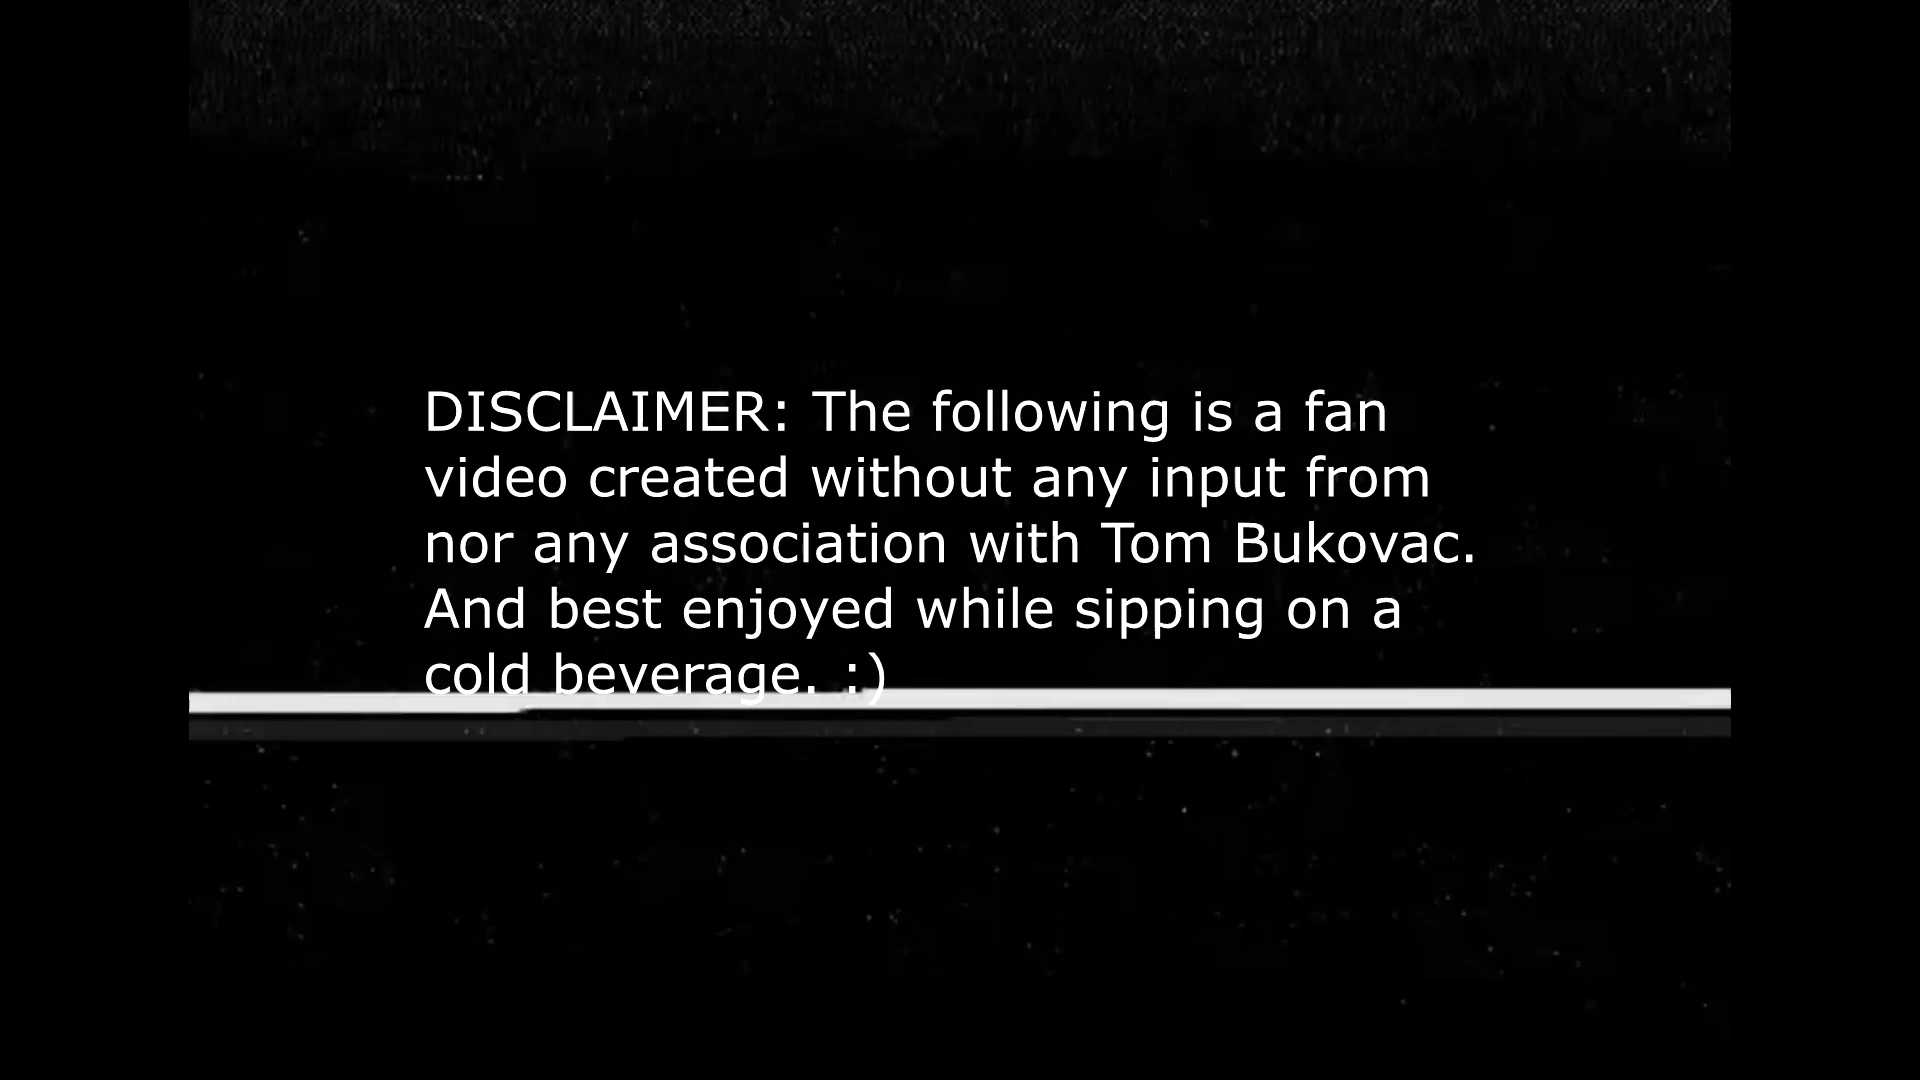 DISCLAIMER: The following is a fan
video created without any input from
nor any association with Tom Bukovac.
And best enjoyed while sipping on a
cold beverage. :)